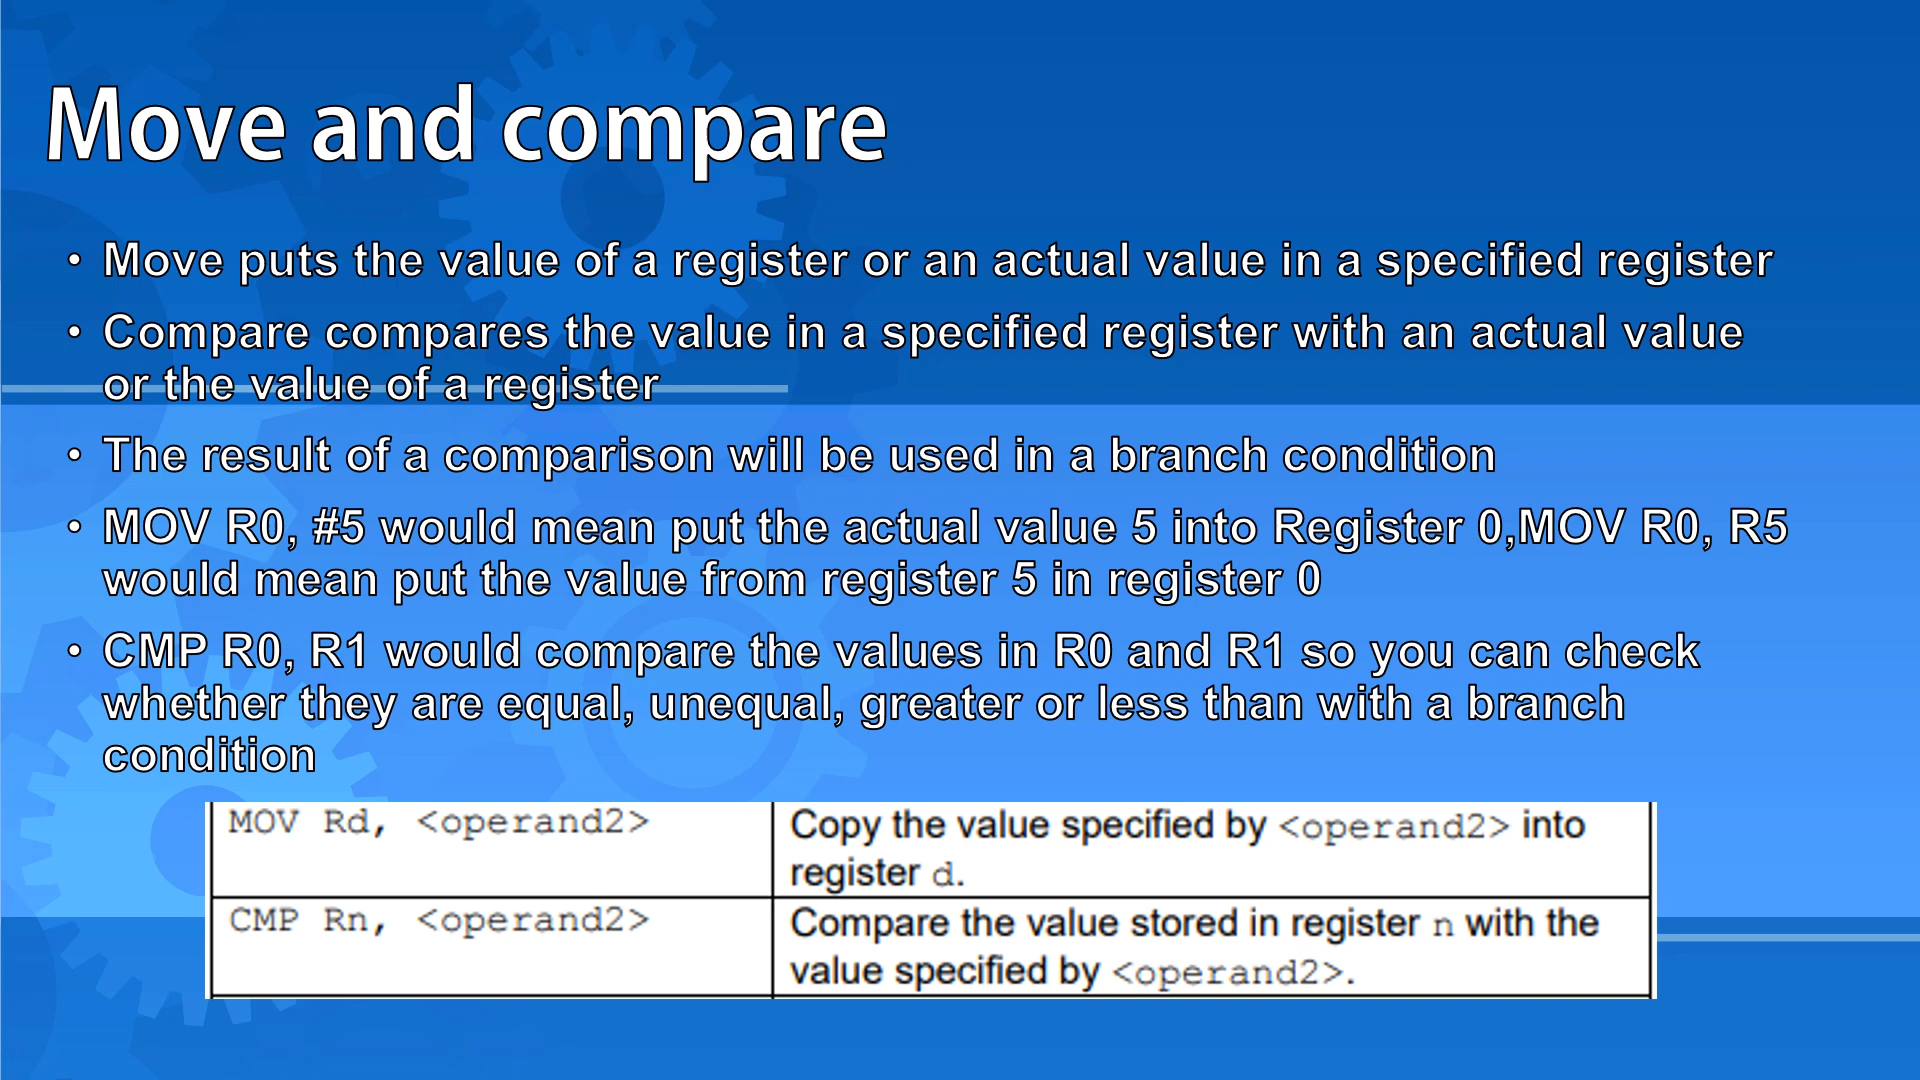 Move and compare
• Move puts the value of a register or an actual value in a specified register
• Compare compares the value in a specified register with an actual value
or the value of a register
• The result of a comparison will be used in a branch condition
• MOV R0, #5 would mean put the actual value 5 into Register 0,MOV R0, R5
would mean put the value from register 5 in register 0
• CMP R0, R1 would compare the values in R0 and R1 so you can check
whether they are equal, unequal, greater or less than with a branch
condition
MOV Rd, <operand2>
Copy the value specified by <operand2> into
register d.
CMP Rn, <operand2>
Compare the value stored in register n with the
value specified by <operand2>.